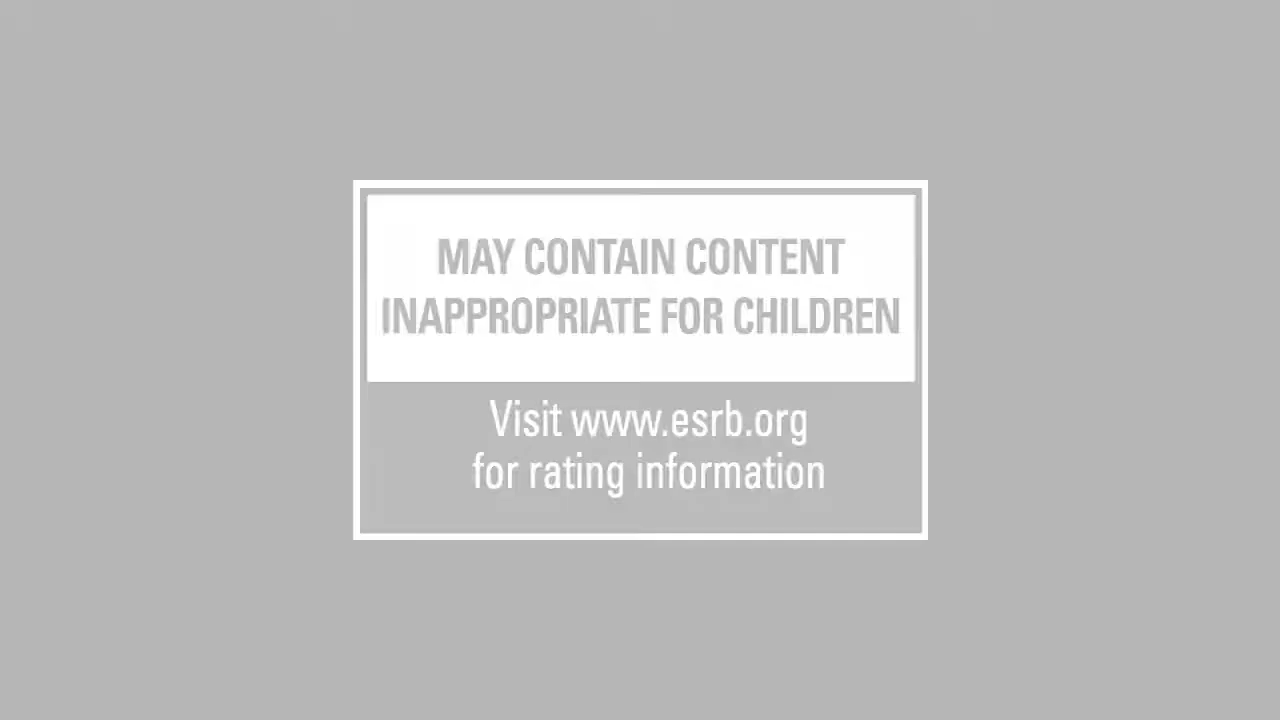 MAY CONTAIN CONTENT
INAPPROPRIATE FOR CHILDREN
Visit www.esrb.org
for rating information